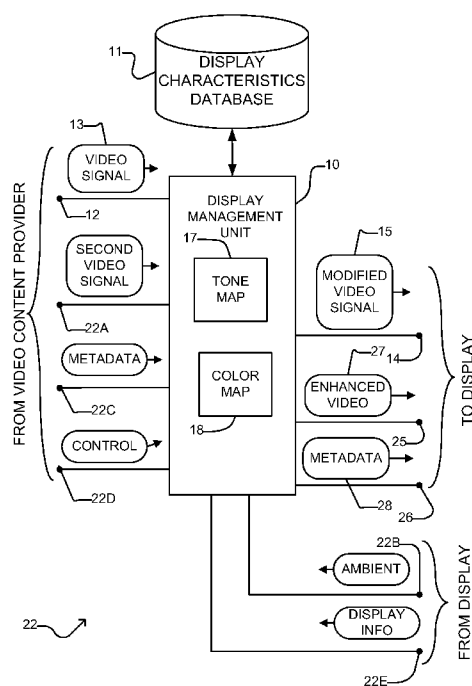 11
DISPLAY
CHARACTERISTICS
DATABASE
13
VIDEO
SIGNAL
10
12
DISPLAY
MANAGEMENT
UNIT
17
TONE
MAP
15
MODIFIED
VIDEO
SIGNAL
SECOND
VIDEO
SIGNAL
22A
14
METADATA
27
ENHANCED
VIDEO
COLOR
MAP
18
22C
25
CONTROL
METADATA
28
26
22D
FROM VIDEO CONTENT PROVIDER
TO DISPLAY
22B
AMBIENT
DISPLAY
INFO
22E
FROM DISPLAY
22